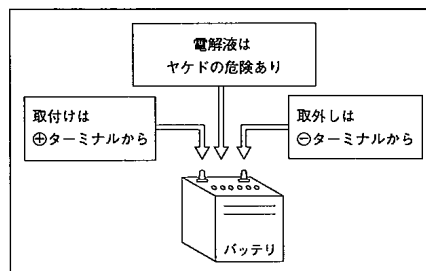 電解液は
ヤケドの危険あり
取付けは
⊕ターミナルから
取外しは
⊖ターミナルから
バッテリ